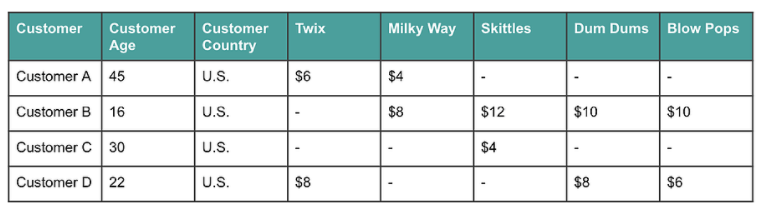 Customer Customer Age Customer Country Twix Milky Way Skittles Dum Dums Blow Pops
Customer A 45 U.S. $6 $4 - - -
Customer B 16 U.S. - $8 $12 $10 $10
Customer C 30 U.S. - - $4 - -
Customer D 22 U.S. $8 - - $8 $6